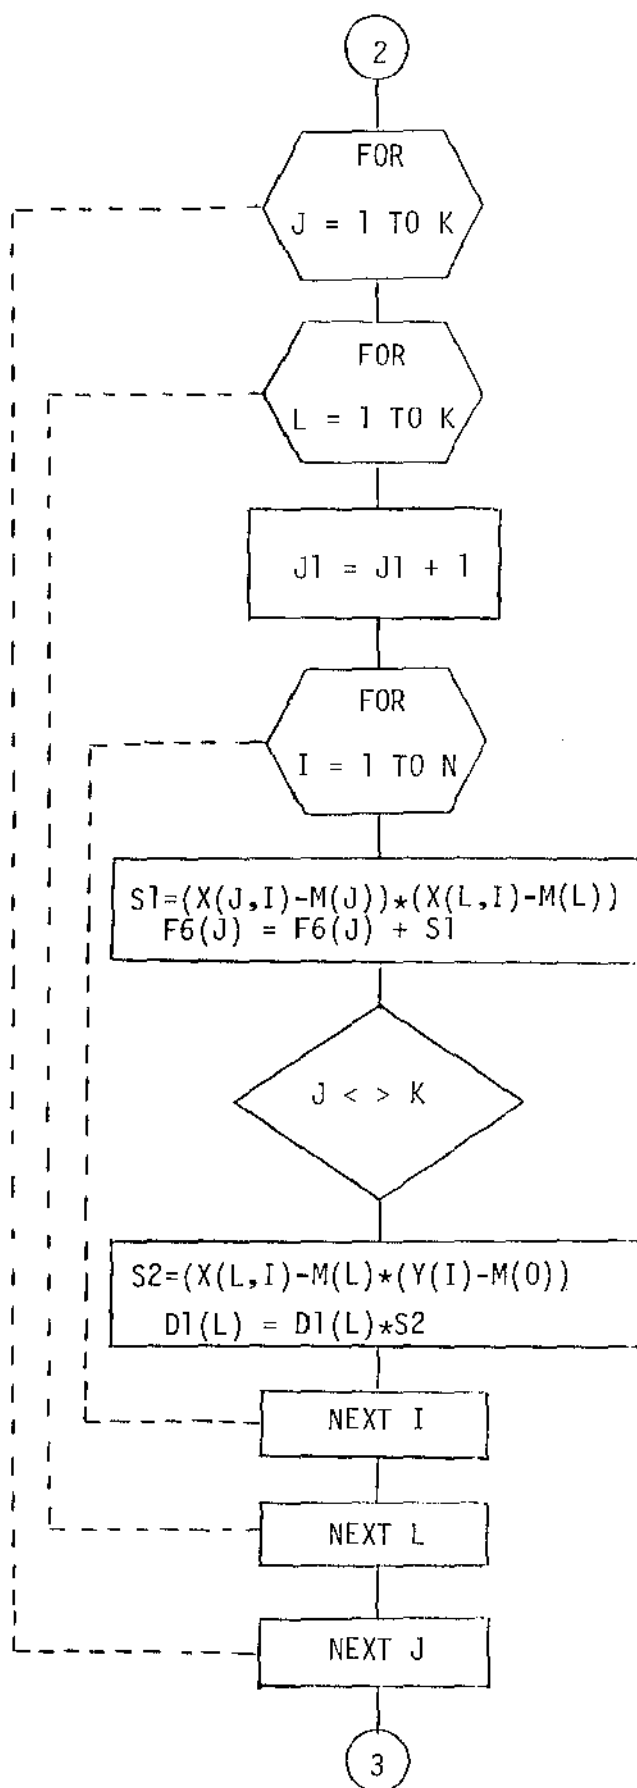 2
FOR
J = 1 TO K
FOR
L = 1 TO K
J1 = J1 + 1
FOR
I = 1 TO N
S1=(X(J,I)-M(J))*(X(L,I)-M(L))
F6(J) = F6(J) + S1
J < > K
S2=(X(L,I)-M(L)*(Y(I)-M(0))
D1(L) = D1(L)*S2
NEXT I
NEXT L
NEXT J
3